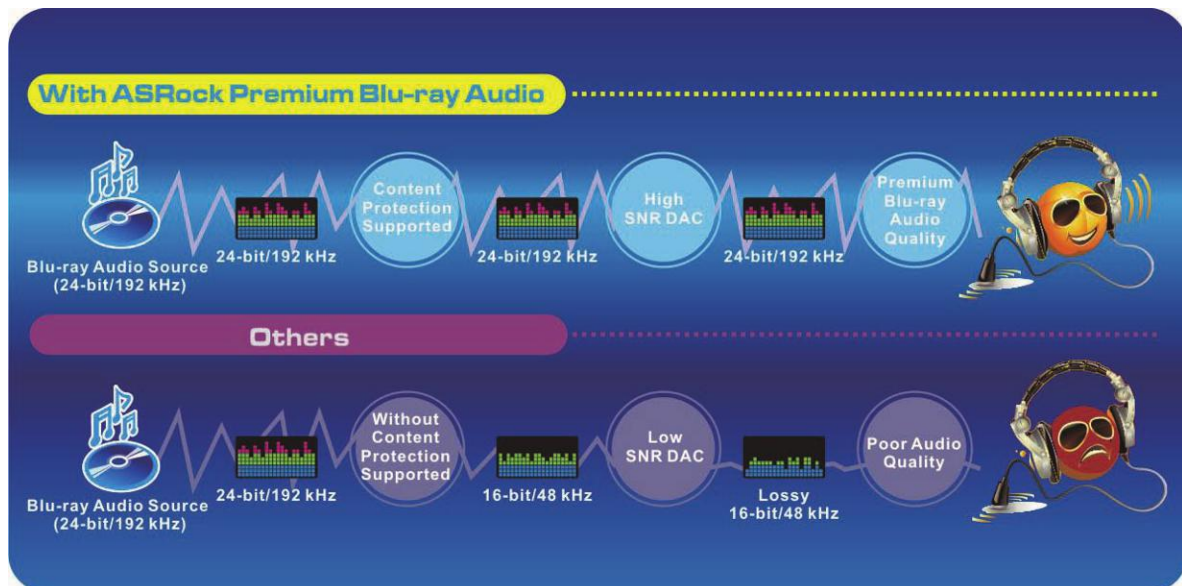 With ASRock Premium Blu-ray Audio
Blu-ray Audio Source
(24-bit/192 kHz)
24-bit/192 kHz
Content
Protection
Supported
24-bit/192 kHz
High
SNR DAC
24-bit/192 kHz
Premium
Blu-ray
Audio
Quality
Others
Blu-ray Audio Source
(24-bit/192 kHz)
24-bit/192 kHz
Without
Content
Protection
Supported
16-bit/48 kHz
Low
SNR DAC
Lossy
16-bit/48 kHz
Poor Audio
Quality